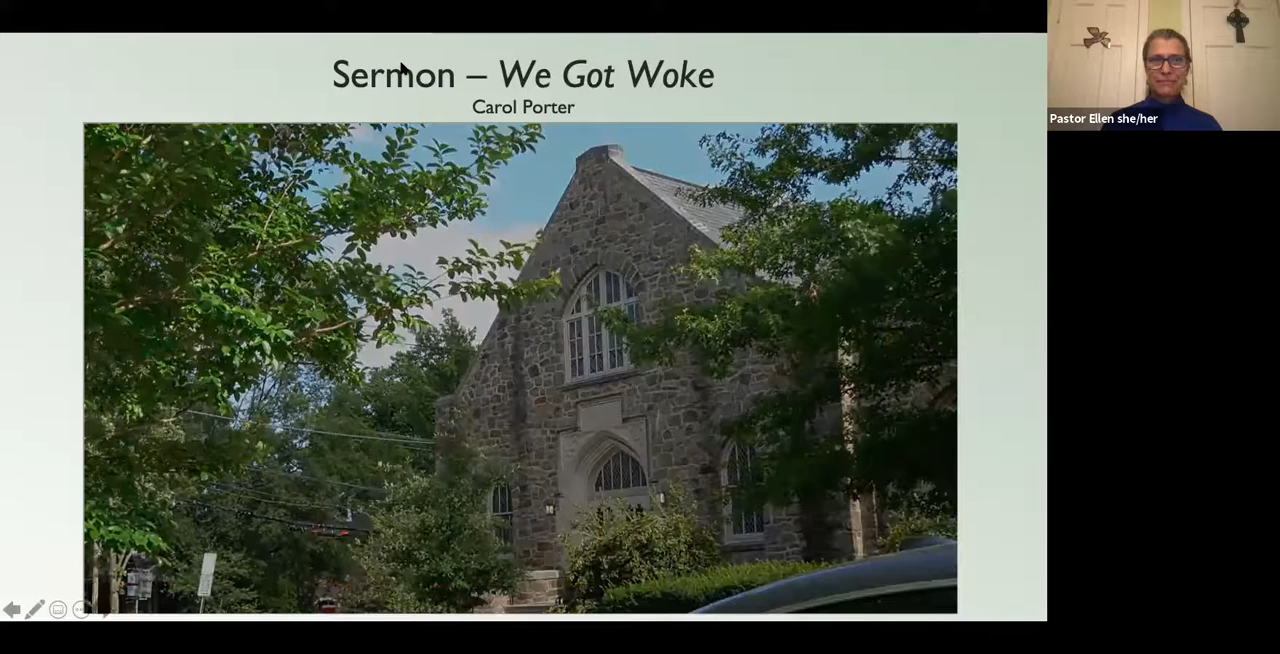 Sermon – We Got Woke
Carol Porter
Pastor Ellen she/her